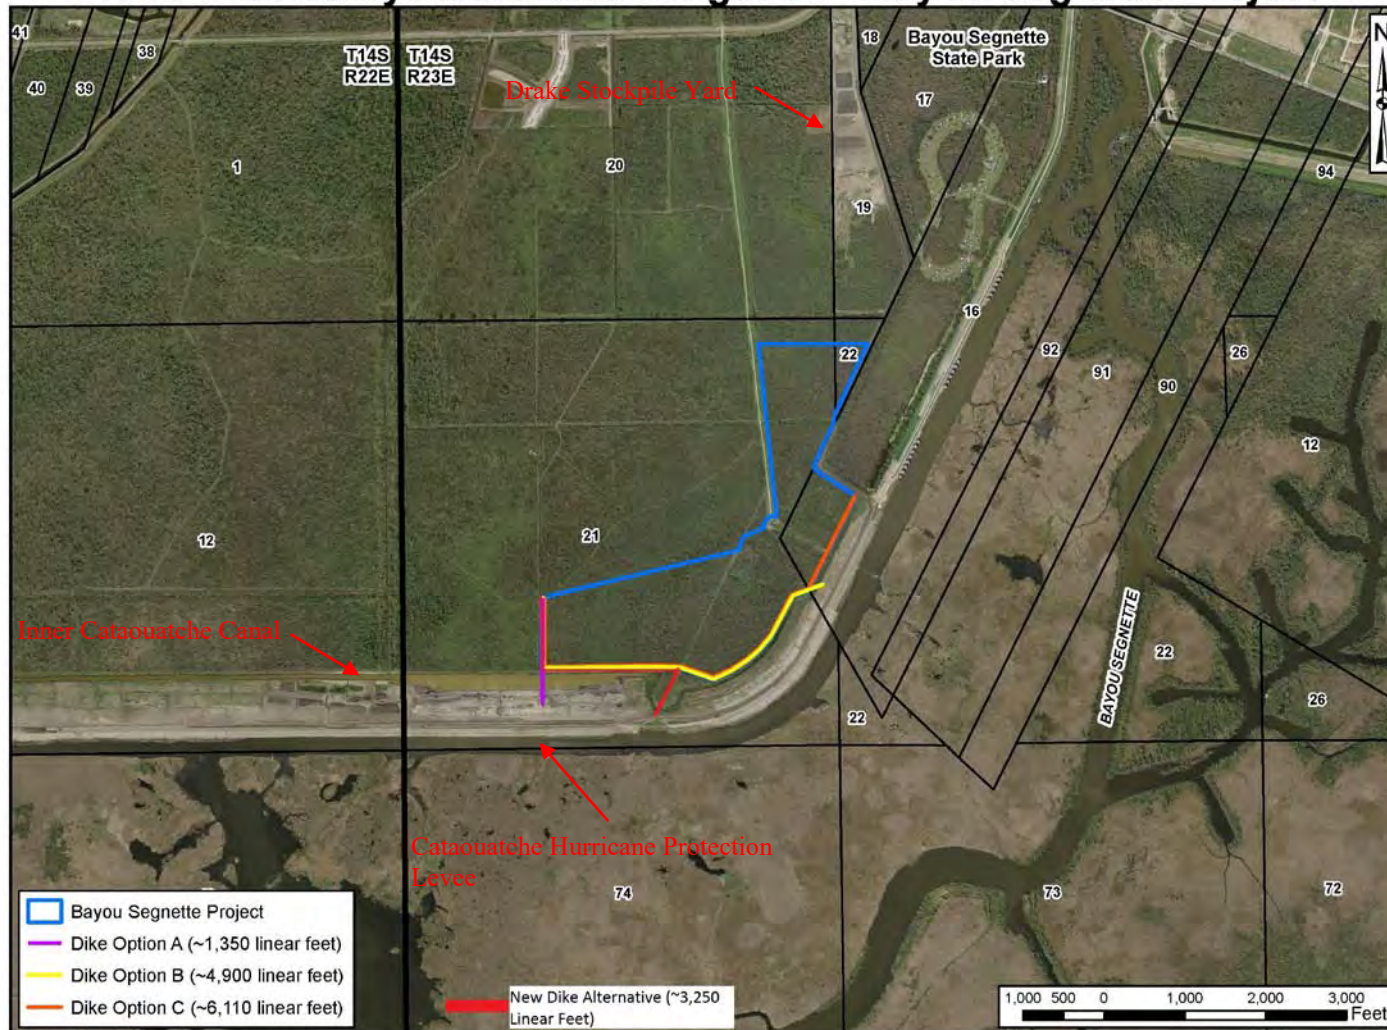 41
38
40
39
T14S T14S
R22E R23E
18
Bayou Segnette
State Park
N
17
Drake Stockpile Yard
1
20
94
19
16
92
91
90
26
22
12
12
21
Inner Cataouatche Canal
BAYOU SEGNETTE
22
26
22
Cataouatche Hurricane Protection
Levee
74
73
72
Bayou Segnette Project
Dike Option A (~1,350 linear feet)
Dike Option B (~4,900 linear feet)
Dike Option C (~6,110 linear feet)
New Dike Alternative (~3,250
Linear Feet)
1,000 500 0 1,000 2,000 3,000
Feet